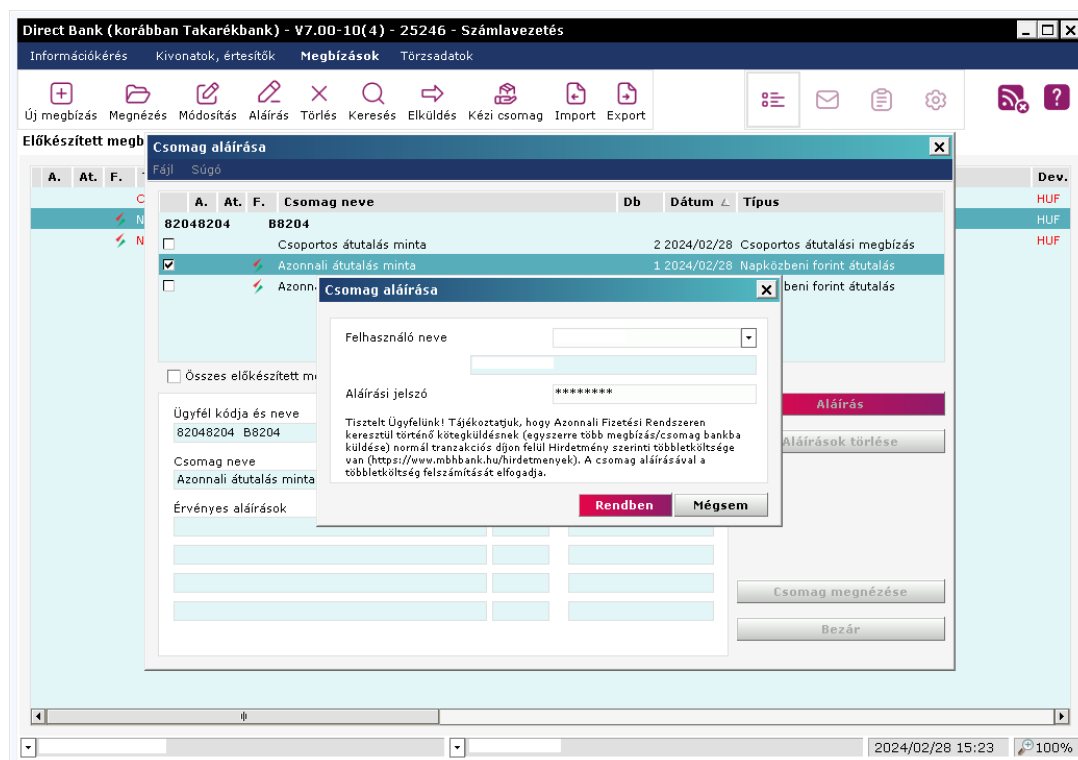 Direct Bank (korábban Takarékbank) - V7.00-10(4) - 25246 - Számlavezetés
Információkérés Kivonatok, értesítők Megbízások Törzsadatok
Új megbízás Megnézés Módosítás Aláírás Törlés Keresés Elküldés Kézi csomag Import Export
Előkészített megb
A. At. F. Dev.
HUF
N HUF
N HUF
Csomag aláírása
Fájl Súgó
A. At. F. Csomag neve Db Dátum Típus
82048204 B8204
Csoportos átutalás minta 2 2024/02/28 Csoportos átutalási megbízás
Azonnali átutalás minta 1 2024/02/28 Napközbeni forint átutalás
Azonn beni forint átutalás
Összes előkészített m
Ügyfél kódja és neve
82048204 B8204
Csomag neve
Azonnali átutalás minta
Érvényes aláírások
Aláírás
Aláírások törlése
Csomag megnézése
Bezár
Csomag aláírása
Felhasználó neve
Aláírási jelszó ********
Tisztelt Ügyfelünk! Tájékoztatjuk, hogy Azonnali Fizetési Rendszeren
keresztül történő kötegküldésnek (egyszerre több megbízás/csomag bankba
küldése) normál tranzakciós díjon felül Hirdetmény szerinti többletköltsége
van (https://www.mbhbank.hu/hirdetmenyek). A csomag aláírásával a
többletköltség felszámítását elfogadja.
Rendben Mégsem
2024/02/28 15:23 100%